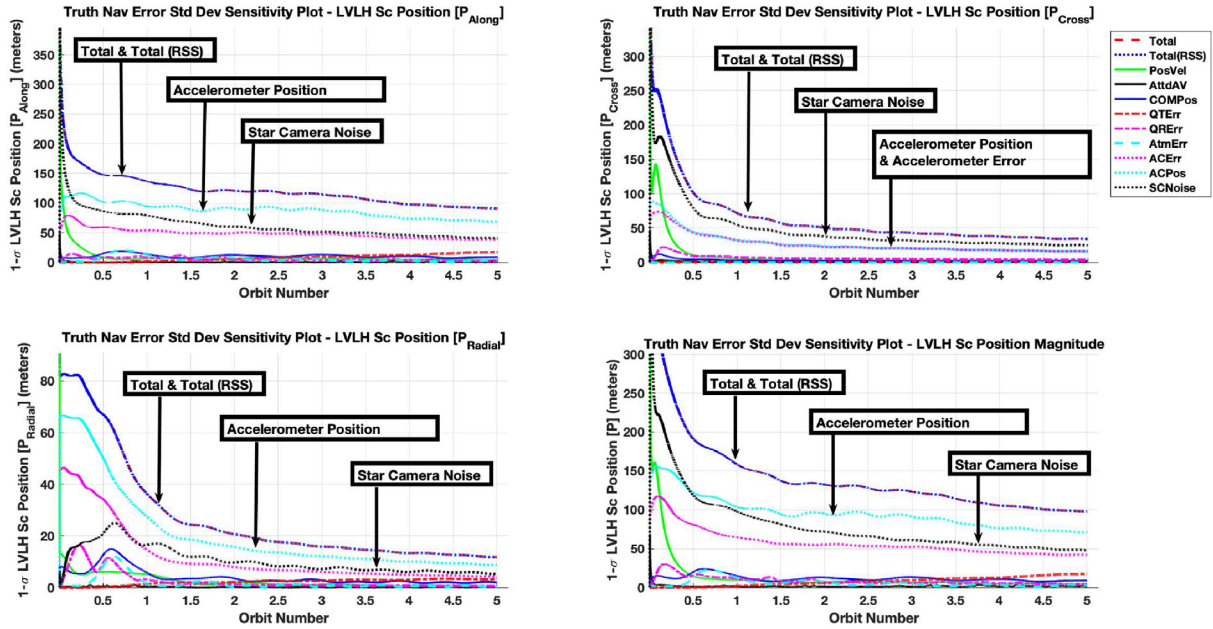 Truth Nav Error Std Dev Sensitivity Plot - LVLH Sc Position [P_Along]
1-σ LVLH Sc Position [P_Along] (meters)
350
300
250
200
150
100
50
0
Total & Total (RSS)
Accelerometer Position
Star Camera Noise
0.5 1 1.5 2 2.5 3 3.5 4 4.5 5
Orbit Number
Truth Nav Error Std Dev Sensitivity Plot - LVLH Sc Position [P_Cross]
1-σ LVLH Sc Position [P_Cross] (meters)
300
250
200
150
100
50
0
Total & Total (RSS)
Star Camera Noise
Accelerometer Position
& Accelerometer Error
0.5 1 1.5 2 2.5 3 3.5 4 4.5 5
Orbit Number
Total
Total(RSS)
PosVel
AttdAV
COMPos
QTErr
QRErr
AtmErr
ACErr
ACPos
SCNoise
Truth Nav Error Std Dev Sensitivity Plot - LVLH Sc Position [P_Radial]
1-σ LVLH Sc Position [P_Radial] (meters)
80
60
40
20
0
Total & Total (RSS)
Accelerometer Position
Star Camera Noise
0.5 1 1.5 2 2.5 3 3.5 4 4.5 5
Orbit Number
Truth Nav Error Std Dev Sensitivity Plot - LVLH Sc Position Magnitude
1-σ LVLH Sc Position [P] (meters)
300
250
200
150
100
50
0
Total & Total (RSS)
Accelerometer Position
Star Camera Noise
0.5 1 1.5 2 2.5 3 3.5 4 4.5 5
Orbit Number